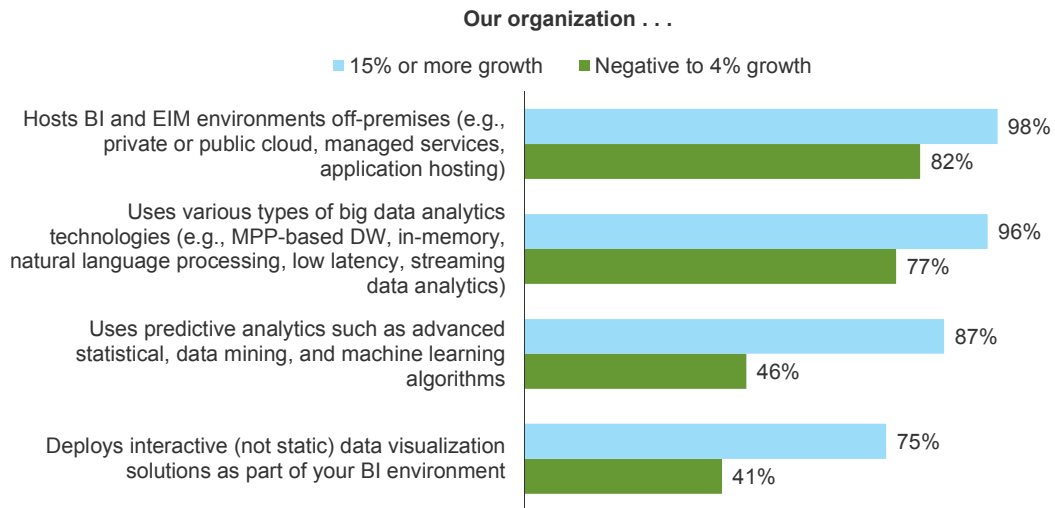 Our organization . . .
15% or more growth
Negative to 4% growth
Hosts BI and EIM environments off-premises (e.g.,
private or public cloud, managed services,
application hosting)
98%
82%
Uses various types of big data analytics
technologies (e.g., MPP-based DW, in-memory,
natural language processing, low latency, streaming
data analytics)
96%
77%
Uses predictive analytics such as advanced
statistical, data mining, and machine learning
algorithms
87%
46%
Deploys interactive (not static) data visualization
solutions as part of your BI environment
75%
41%